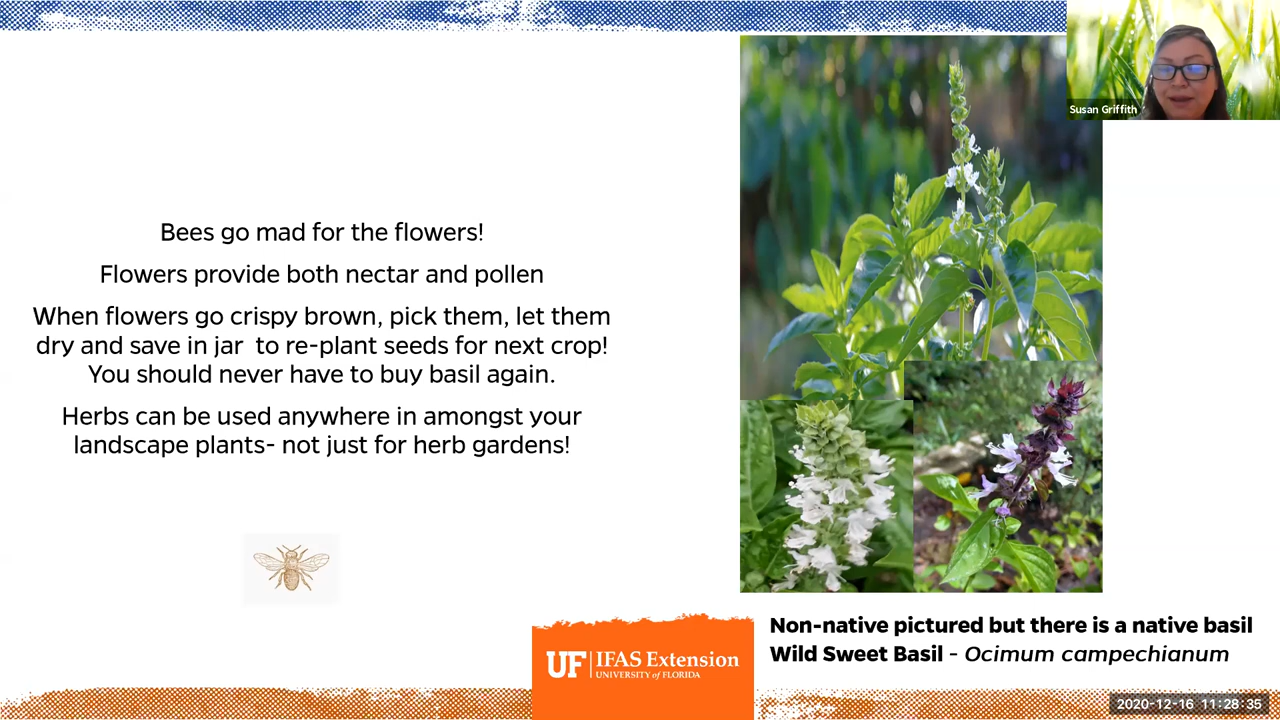 Susan Griffith
Bees go mad for the flowers!
Flowers provide both nectar and pollen
When flowers go crispy brown, pick them, let them
dry and save in jar  to re-plant seeds for next crop!
You should never have to buy basil again.
Herbs can be used anywhere in amongst your
landscape plants- not just for herb gardens!
UF IFAS Extension
UNIVERSITY of FLORIDA
Non-native pictured but there is a native basil
Wild Sweet Basil - Ocimum campechianum
2020-12-16 11:28:35